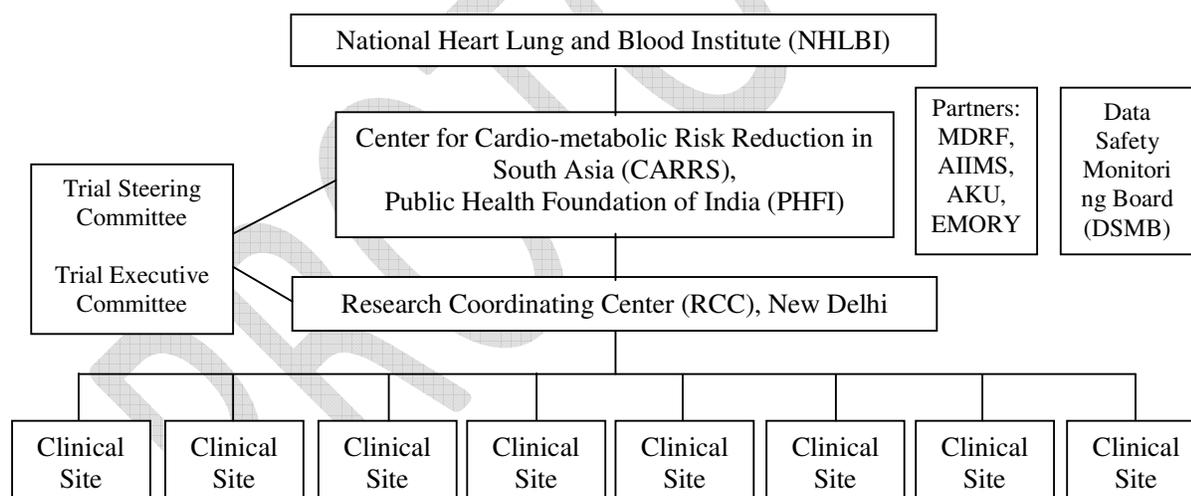 National Heart Lung and Blood Institute (NHLBI)
Center for Cardio-metabolic Risk Reduction in
South Asia (CARRS),
Public Health Foundation of India (PHFI)
Partners:
MDRF,
AIIMS,
AKU,
EMORY
Data
Safety
Monitori
ng Board
(DSMB)
Trial Steering
Committee
Trial Executive
Committee
Research Coordinating Center (RCC), New Delhi
Clinical
Site
Clinical
Site
Clinical
Site
Clinical
Site
Clinical
Site
Clinical
Site
Clinical
Site
Clinical
Site